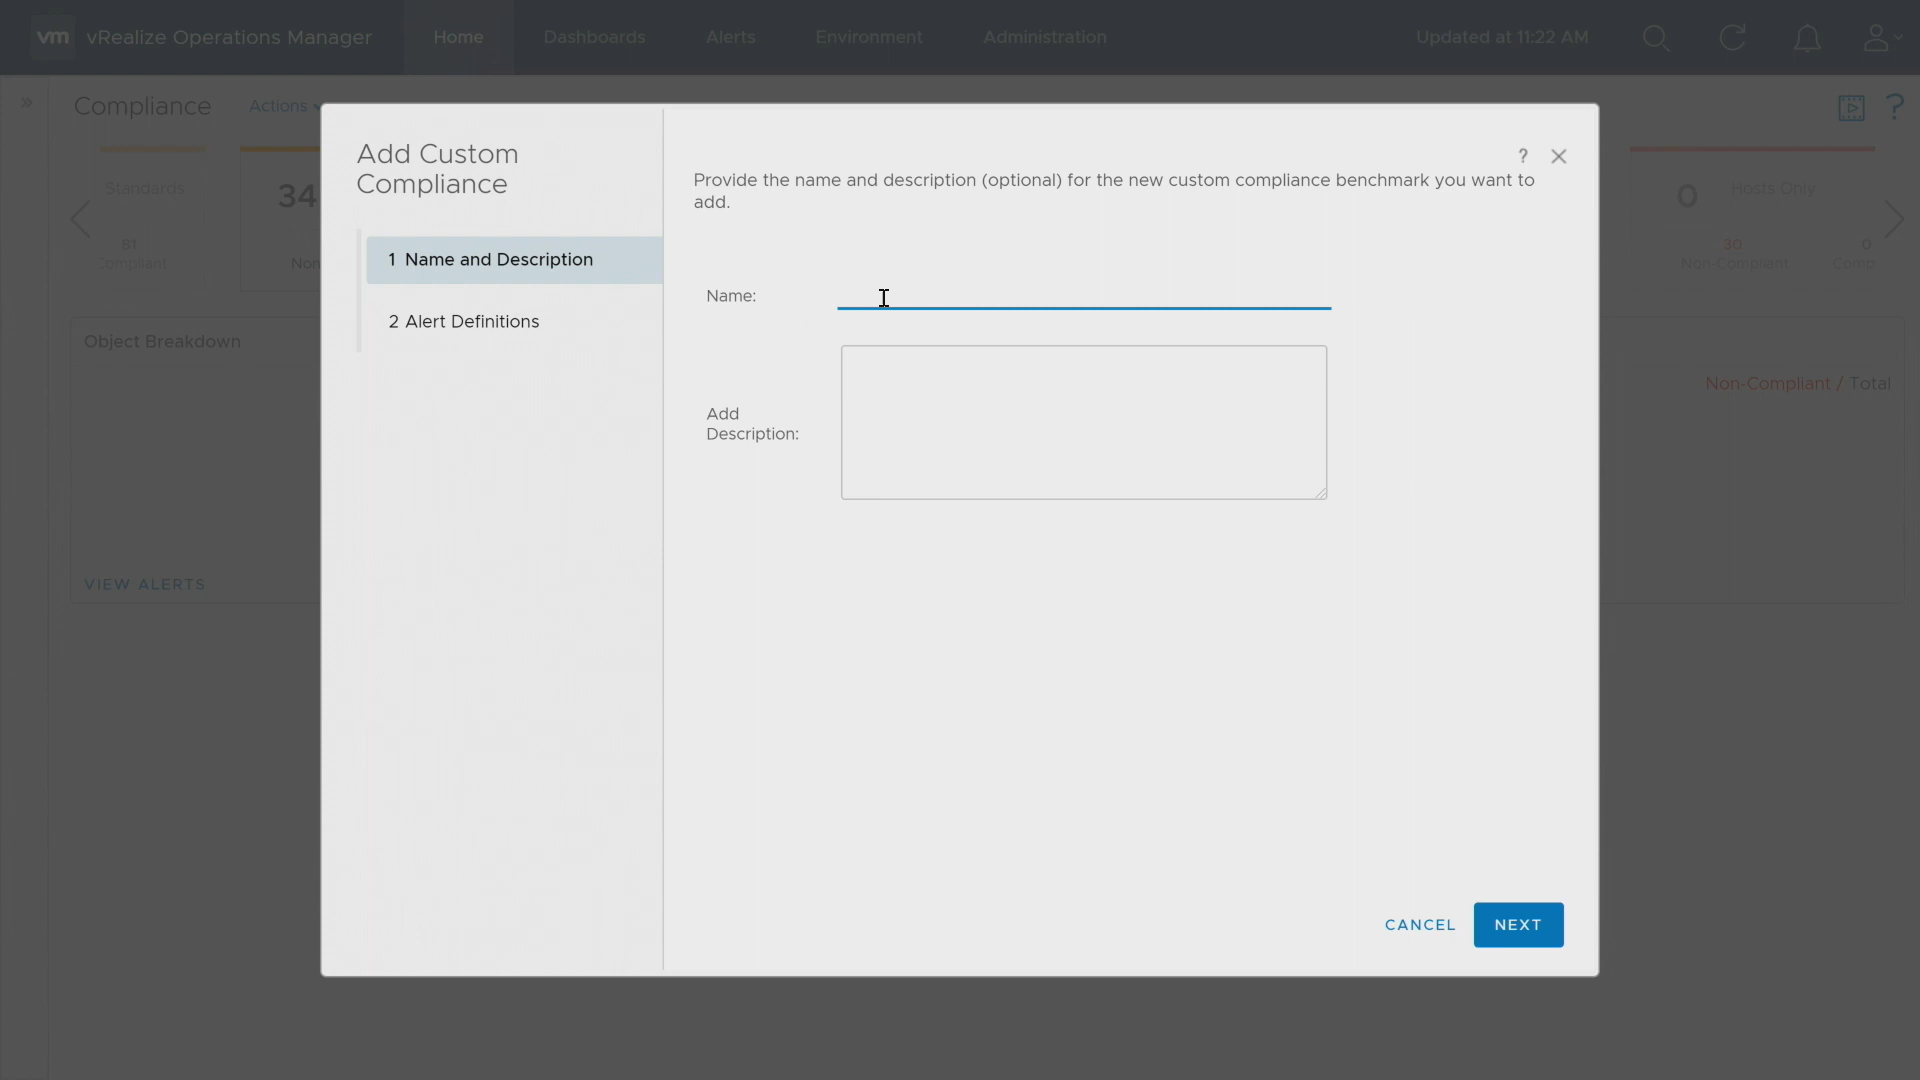 vm vRealize Operations Manager Home Dashboards Alerts Environment Administration Updated at 11:22 AM
Compliance Actions ?
Add Custom
Compliance
?
Provide the name and description (optional) for the new custom compliance benchmark you want to
add.
Standards
34
0 Hosts Only
81
30 0
Compliant
Non
Non-Compliant Comp
1 Name and Description
Name:
2 Alert Definitions
Object Breakdown
Non-Compliant / Total
Add
Description:
VIEW ALERTS
CANCEL NEXT